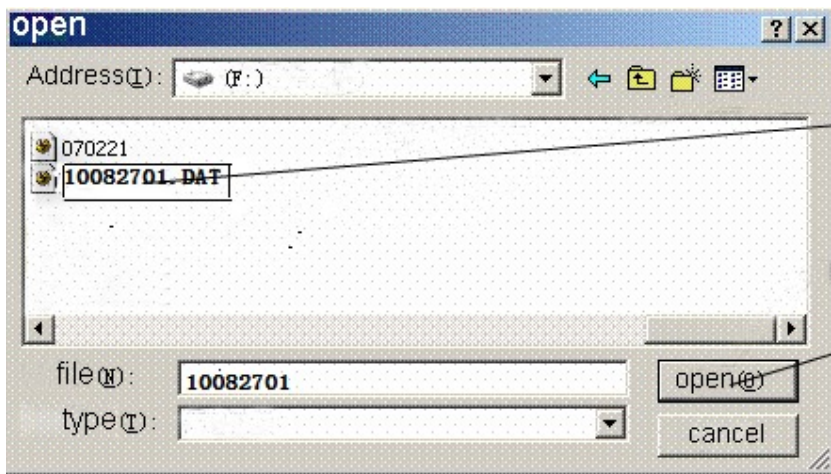 open
Address(I): (F:)
070221
10082701.DAT
file(N): 10082701
open(O)
type(T):
cancel